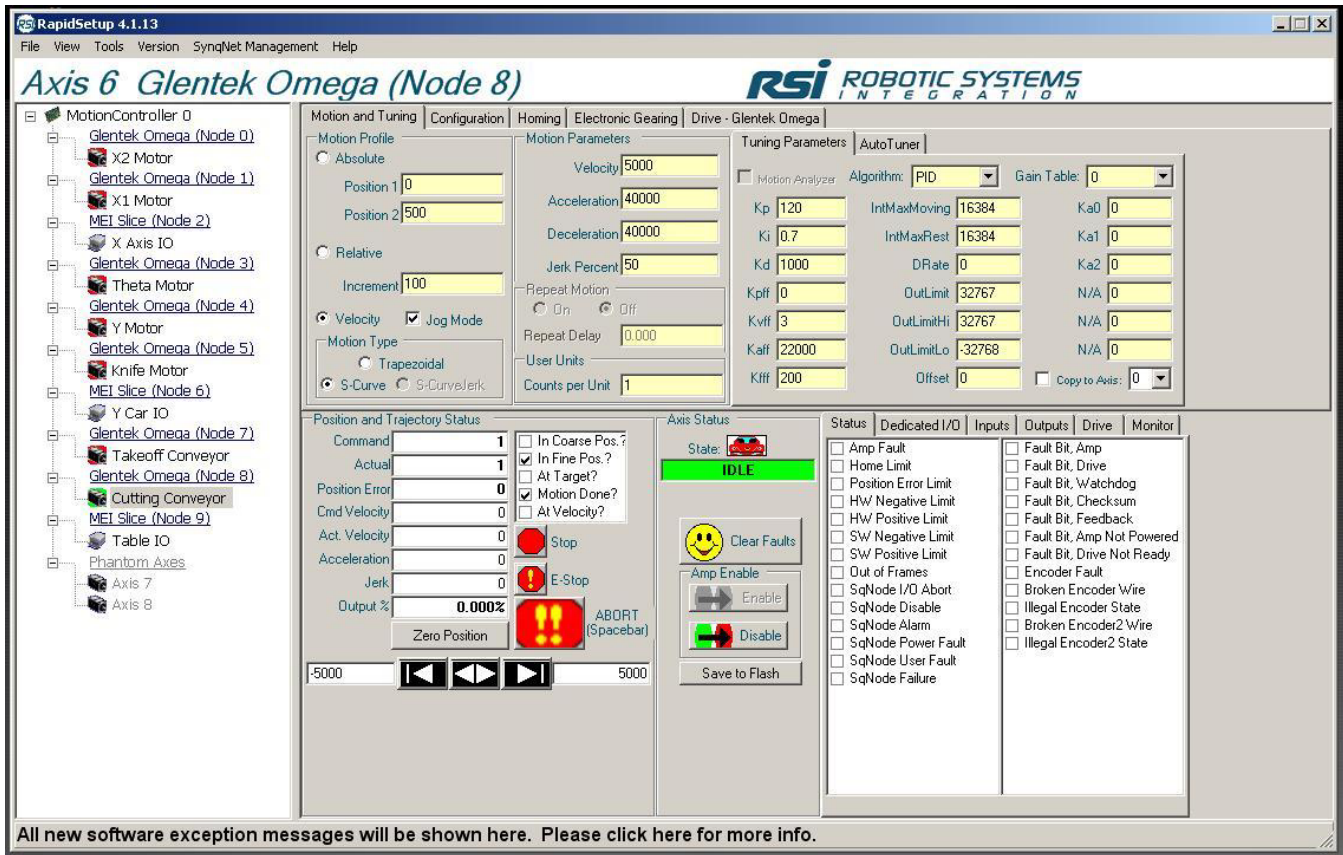 RapidSetup 4.1.13
File View Tools Version SynqNet Management Help
Axis 6 Glentek Omega (Node 8)
RSI ROBOTIC SYSTEMS
INTEGRATION
MotionController 0
Glentek Omega (Node 0)
X2 Motor
Glentek Omega (Node 1)
X1 Motor
MEI Slice (Node 2)
X Axis IO
Glentek Omega (Node 3)
Theta Motor
Glentek Omega (Node 4)
Y Motor
Glentek Omega (Node 5)
Knife Motor
MEI Slice (Node 6)
Y Car IO
Glentek Omega (Node 7)
Takeoff Conveyor
Glentek Omega (Node 8)
Cutting Conveyor
MEI Slice (Node 9)
Table IO
Phantom Axes
Axis 7
Axis 8
Motion and Tuning Configuration Homing Electronic Gearing Drive - Glentek Omega
Motion Profile
Absolute
Position 1 0
Position 2 500
Relative
Increment 100
Velocity Jog Mode
Motion Type
Trapezoidal
S-Curve S-CurveJerk
Motion Parameters
Velocity 5000
Acceleration 40000
Deceleration 40000
Jerk Percent 50
Repeat Motion
On Off
Repeat Delay 0.000
User Units
Counts per Unit 1
Tuning Parameters AutoTuner
Motion Analyzer Algorithm: PID Gain Table: 0
Kp 120 IntMaxMoving 16384 Ka0 0
Ki 0.7 IntMaxRest 16384 Ka1 0
Kd 1000 DRate 0 Ka2 0
Kpff 0 OutLimit 32767 N/A 0
Kvff 3 OutLimitHi 32767 N/A 0
Kaff 22000 OutLimitLo -32768 N/A 0
Kfff 200 Offset 0 Copy to Axis: 0
Position and Trajectory Status
Command 1
Actual 1
Position Error 0
Cmd Velocity 0
Act. Velocity 0
Acceleration 0
Jerk 0
Output % 0.000%
Zero Position
In Coarse Pos.?
In Fine Pos.?
At Target?
Motion Done?
At Velocity?
Stop
E-Stop
ABORT
(Spacebar)
-5000 5000
Axis Status
State:
IDLE
Clear Faults
Amp Enable
Enable
Disable
Save to Flash
Status Dedicated I/O Inputs Outputs Drive Monitor
Amp Fault
Home Limit
Position Error Limit
HW Negative Limit
HW Positive Limit
SW Negative Limit
SW Positive Limit
Out of Frames
SqNode I/O Abort
SqNode Disable
SqNode Alarm
SqNode Power Fault
SqNode User Fault
SqNode Failure
Fault Bit, Amp
Fault Bit, Drive
Fault Bit, Watchdog
Fault Bit, Checksum
Fault Bit, Feedback
Fault Bit, Amp Not Powered
Fault Bit, Drive Not Ready
Encoder Fault
Broken Encoder Wire
Illegal Encoder State
Broken Encoder2 Wire
Illegal Encoder2 State
All new software exception messages will be shown here. Please click here for more info.